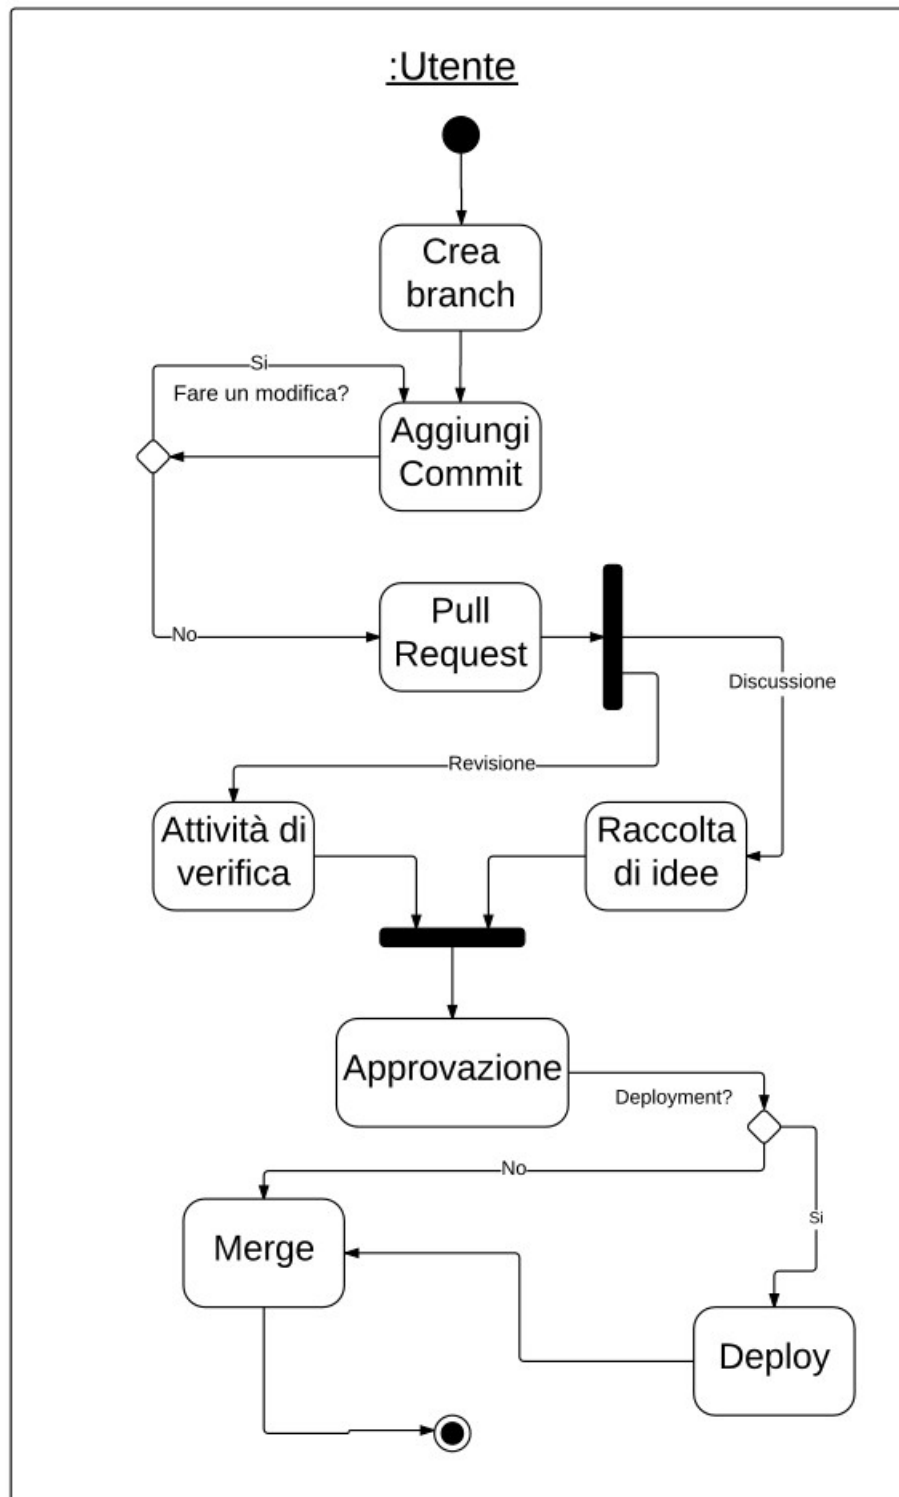 :Utente
Crea
branch
Si
Fare un modifica?
Aggiungi
Commit
No
Pull
Request
Discussione
Revisione
Attività di
verifica
Raccolta
di idee
Approvazione
Deployment?
No
Si
Merge
Deploy